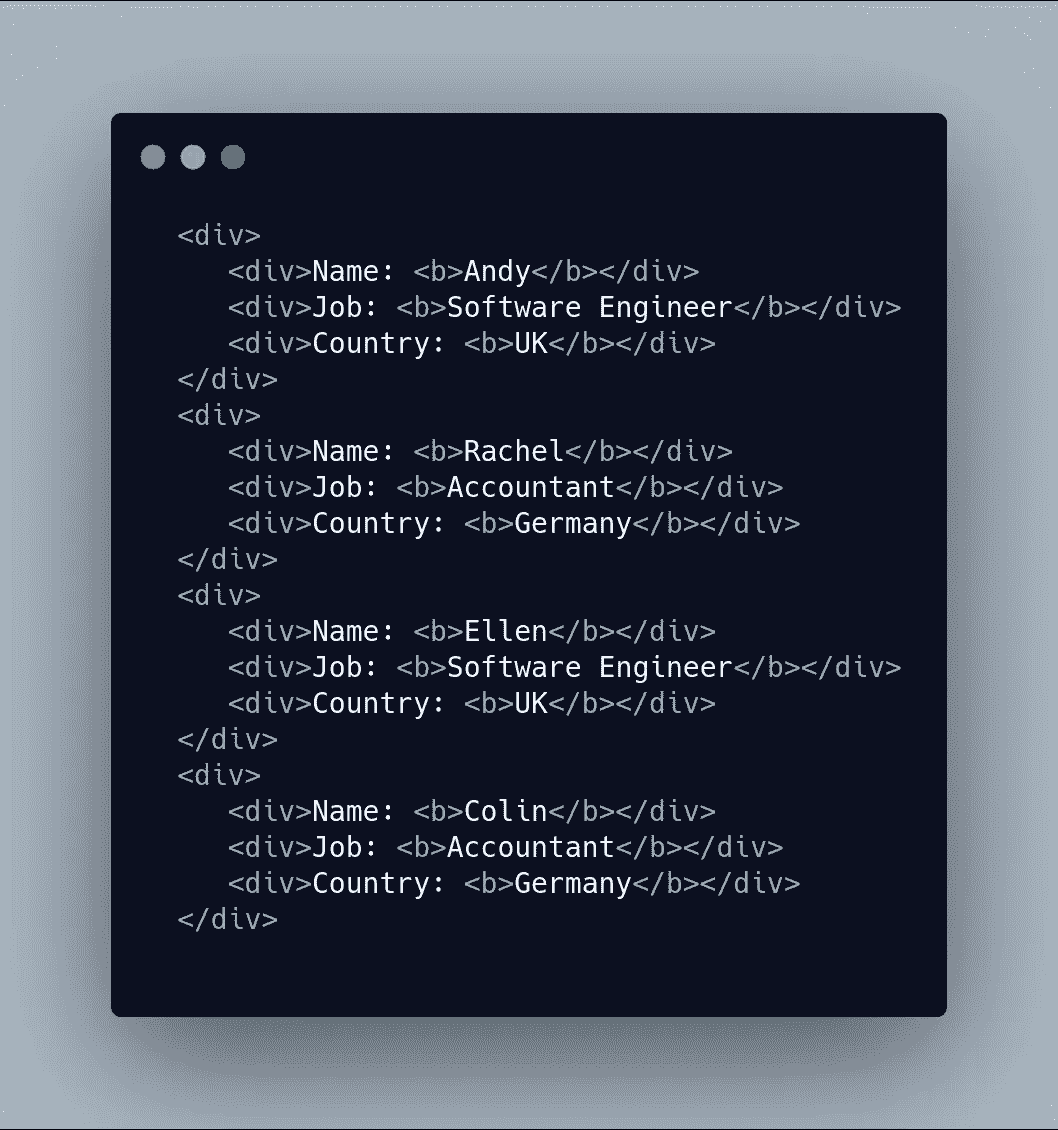 <div>
   <div>Name: <b>Andy</b></div>
   <div>Job: <b>Software Engineer</b></div>
   <div>Country: <b>UK</b></div>
</div>
<div>
   <div>Name: <b>Rachel</b></div>
   <div>Job: <b>Accountant</b></div>
   <div>Country: <b>Germany</b></div>
</div>
<div>
   <div>Name: <b>Ellen</b></div>
   <div>Job: <b>Software Engineer</b></div>
   <div>Country: <b>UK</b></div>
</div>
<div>
   <div>Name: <b>Colin</b></div>
   <div>Job: <b>Accountant</b></div>
   <div>Country: <b>Germany</b></div>
</div>